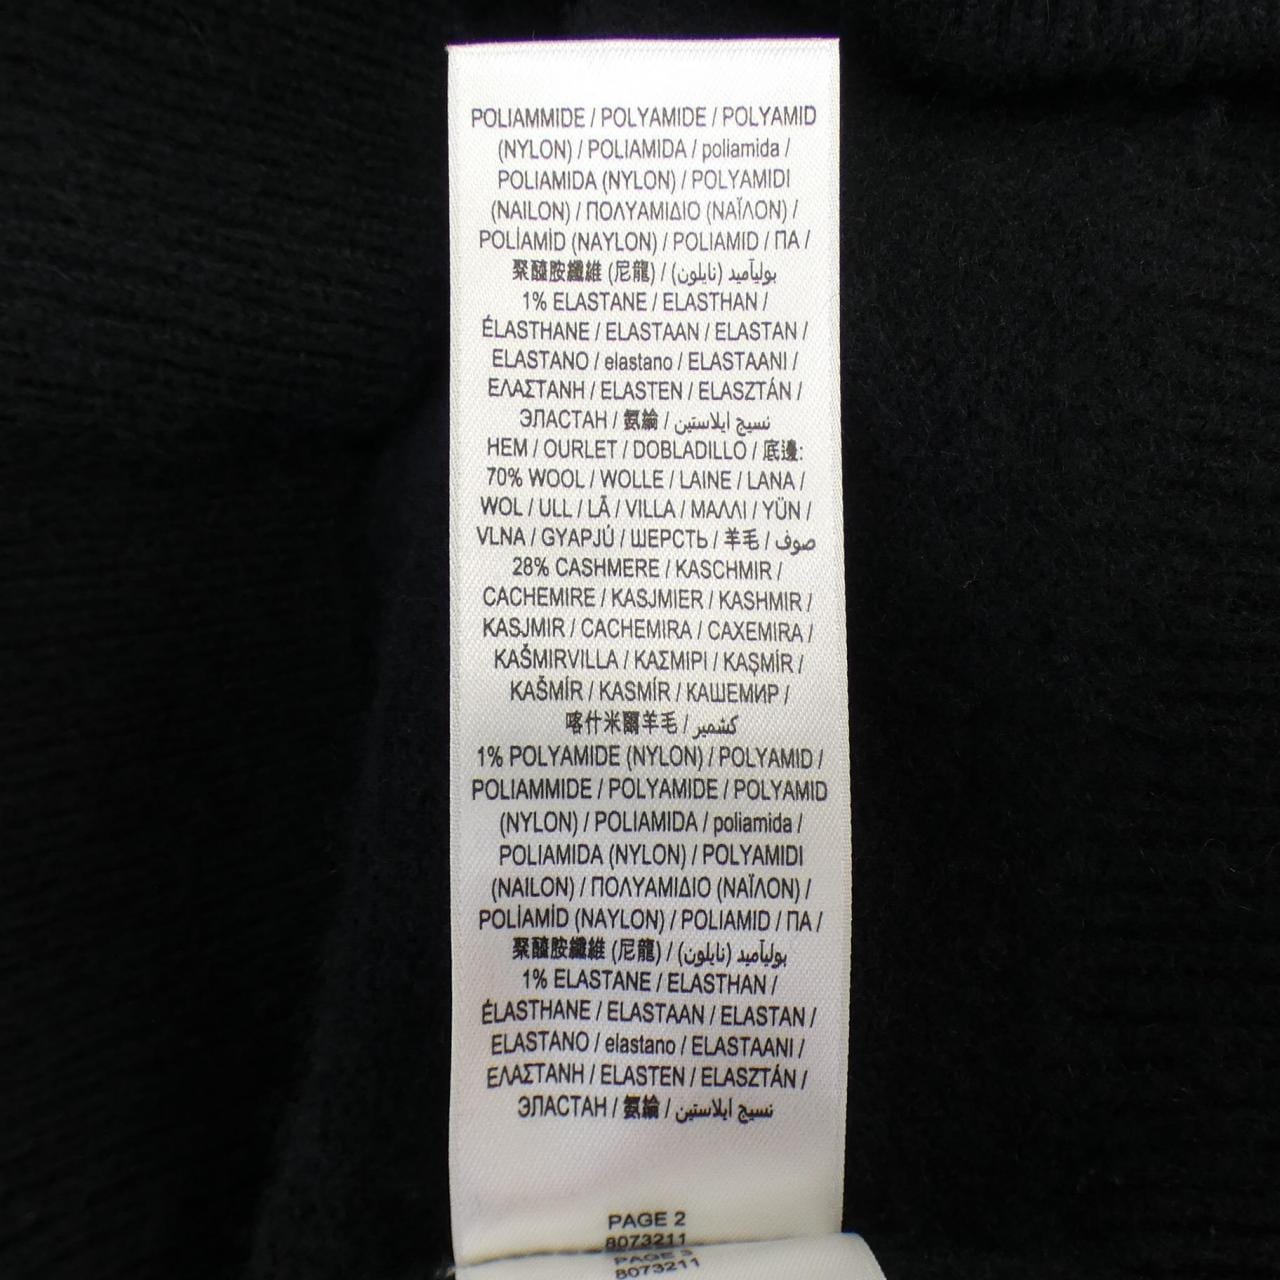 POLIAMMIDE / POLYAMIDE / POLYAMID
(NYLON) / POLIAMIDA / poliamida /
POLIAMIDA (NYLON) / POLYAMIDI
(NAILON) / ΠΟΛΥΑΜΙΔΙΟ (ΝΑΪΛΟΝ) /
POLİAMİD (NAYLON) / POLIAMID / ПА /
聚醯胺纖維 (尼龍) / بوليآميد (نايلون)
1% ELASTANE / ELASTHAN /
ÉLASTHANE / ELASTAAN / ELASTAN /
ELASTANO / elastano / ELASTAANI /
ΕΛΑΣΤΑΝΗ / ELASTEN / ELASZTÁN /
ЭЛАСТАН / 氨綸 / نسيج ايلاستين
HEM / OURLET / DOBLADILLO / 底邊:
70% WOOL / WOLLE / LAINE / LANA /
WOL / ULL / LÃ / VILLA / ΜΑΛΛΙ / YÜN /
VLNA / GYAPJÚ / ШЕРСТЬ / 羊毛 / صوف
28% CASHMERE / KASCHMIR /
CACHEMIRE / KASJMIER / KASHMIR /
KASJMIR / CACHEMIRA / CAXEMIRA /
KAŠMIRVILLA / ΚΑΣΜΙΡΙ / KAŞMİR /
KAŠMÍR / KASMÍR / КАШЕМИР /
喀什米爾羊毛 / كشمير
1% POLYAMIDE (NYLON) / POLYAMID /
POLIAMMIDE / POLYAMIDE / POLYAMID
(NYLON) / POLIAMIDA / poliamida /
POLIAMIDA (NYLON) / POLYAMIDI
(NAILON) / ΠΟΛΥΑΜΙΔΙΟ (ΝΑΪΛΟΝ) /
POLİAMİD (NAYLON) / POLIAMID / ПА /
聚醯胺纖維 (尼龍) / بوليآميد (نايلون)
1% ELASTANE / ELASTHAN /
ÉLASTHANE / ELASTAAN / ELASTAN /
ELASTANO / elastano / ELASTAANI /
ΕΛΑΣΤΑΝΗ / ELASTEN / ELASZTÁN /
ЭЛАСТАН / 氨綸 / نسيج ايلاستين
PAGE 2
8073211
PAGE 3
8073211